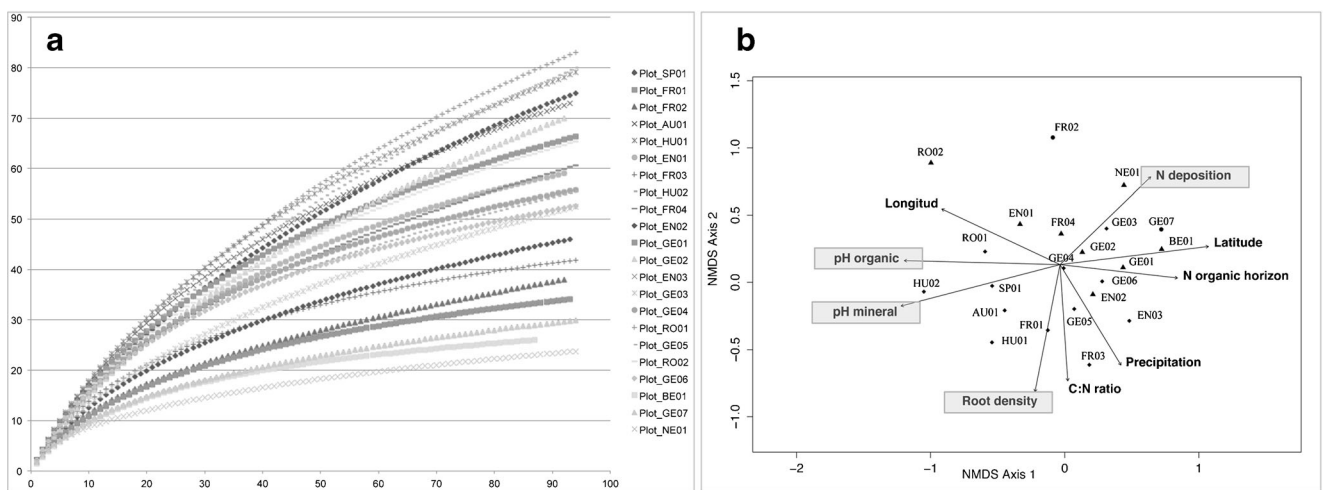 a
90
80
70
60
50
40
30
20
10
0
0 10 20 30 40 50 60 70 80 90 100
Plot_SP01
Plot_FR01
Plot_FR02
Plot_AU01
Plot_HU01
Plot_EN01
Plot_FR03
Plot_HU02
Plot_FR04
Plot_EN02
Plot_GE01
Plot_GE02
Plot_EN03
Plot_GE03
Plot_GE04
Plot_RO01
Plot_GE05
Plot_RO02
Plot_GE06
Plot_BE01
Plot_GE07
Plot_NE01
b
NMDS Axis 2
1.5
1.0
0.5
0.0
−0.5
−1.0
FR02
RO02
NE01
N deposition
Longitud
EN01
FR04
GE03
GE07
RO01
GE02
BE01
Latitude
pH organic
GE04
GE01
N organic horizon
HU02
SP01
GE06
EN02
pH mineral
AU01
FR01
GE05
EN03
HU01
FR03
Precipitation
C:N ratio
Root density
−2 −1 0 1
NMDS Axis 1